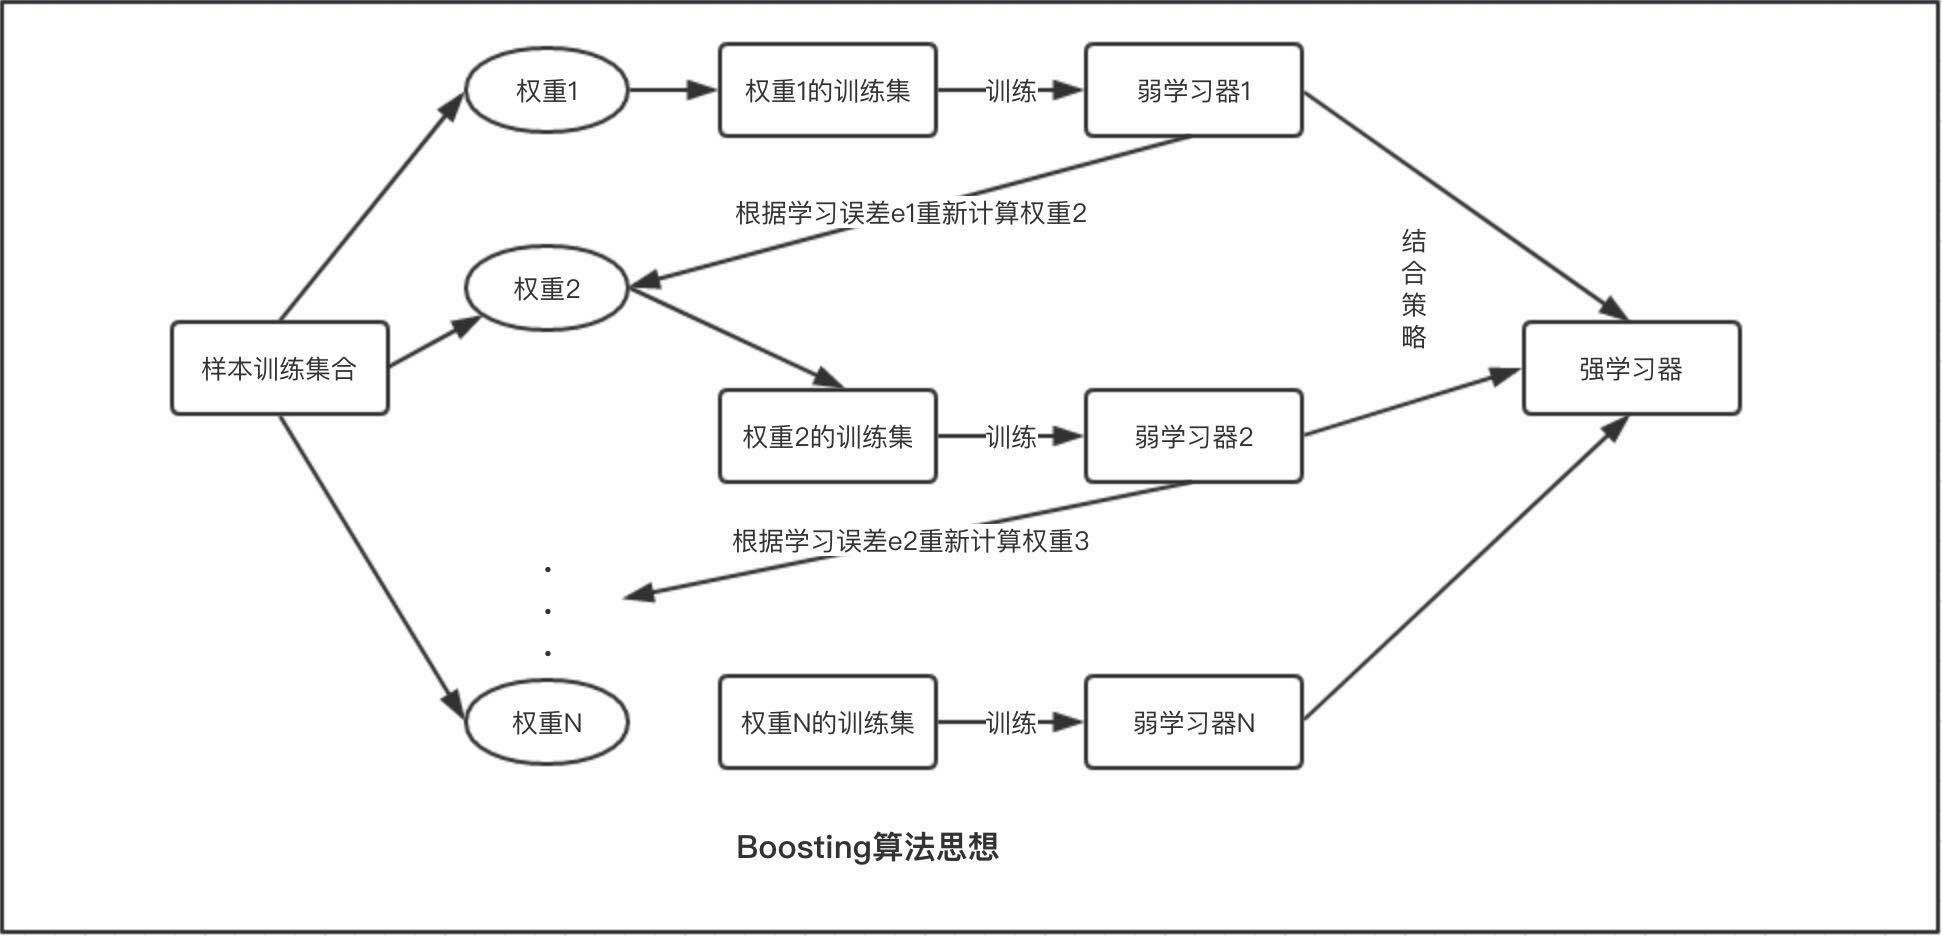 权重1
权重1的训练集
训练
弱学习器1
根据学习误差e1重新计算权重2
权重2
结合策略
样本训练集合
强学习器
权重2的训练集
训练
弱学习器2
根据学习误差e2重新计算权重3
权重N
权重N的训练集
训练
弱学习器N
Boosting算法思想